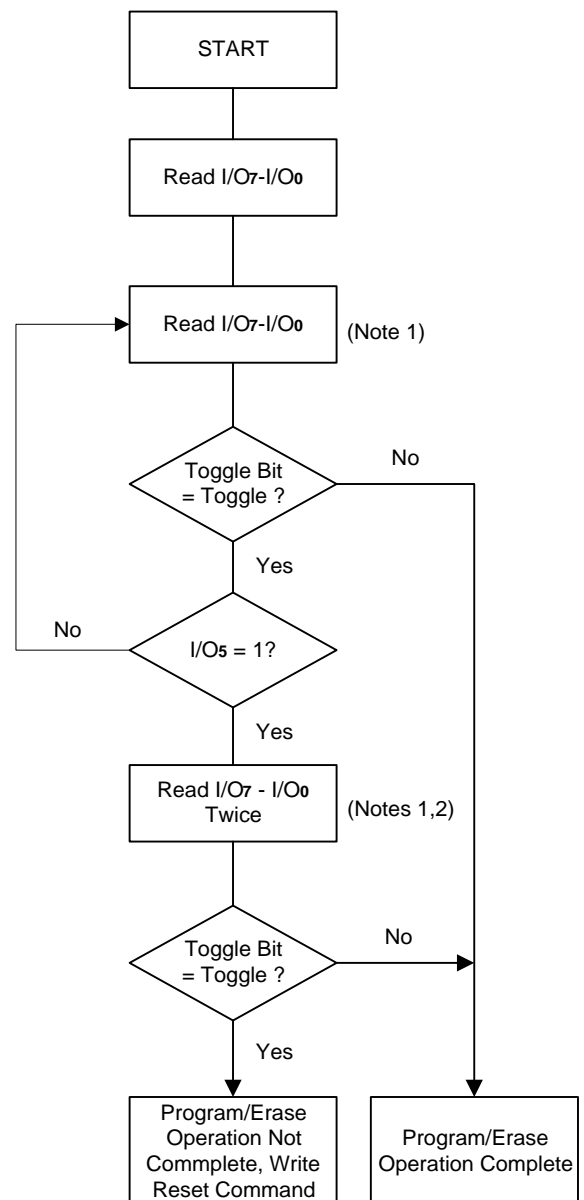 START
Read I/O7-I/O0
Read I/O7-I/O0
(Note 1)
Toggle Bit
= Toggle ?
No
Yes
I/O5 = 1?
No
Yes
Read I/O7 - I/O0
Twice
(Notes 1,2)
Toggle Bit
= Toggle ?
No
Yes
Program/Erase
Operation Not
Commplete, Write
Reset Command
Program/Erase
Operation Complete